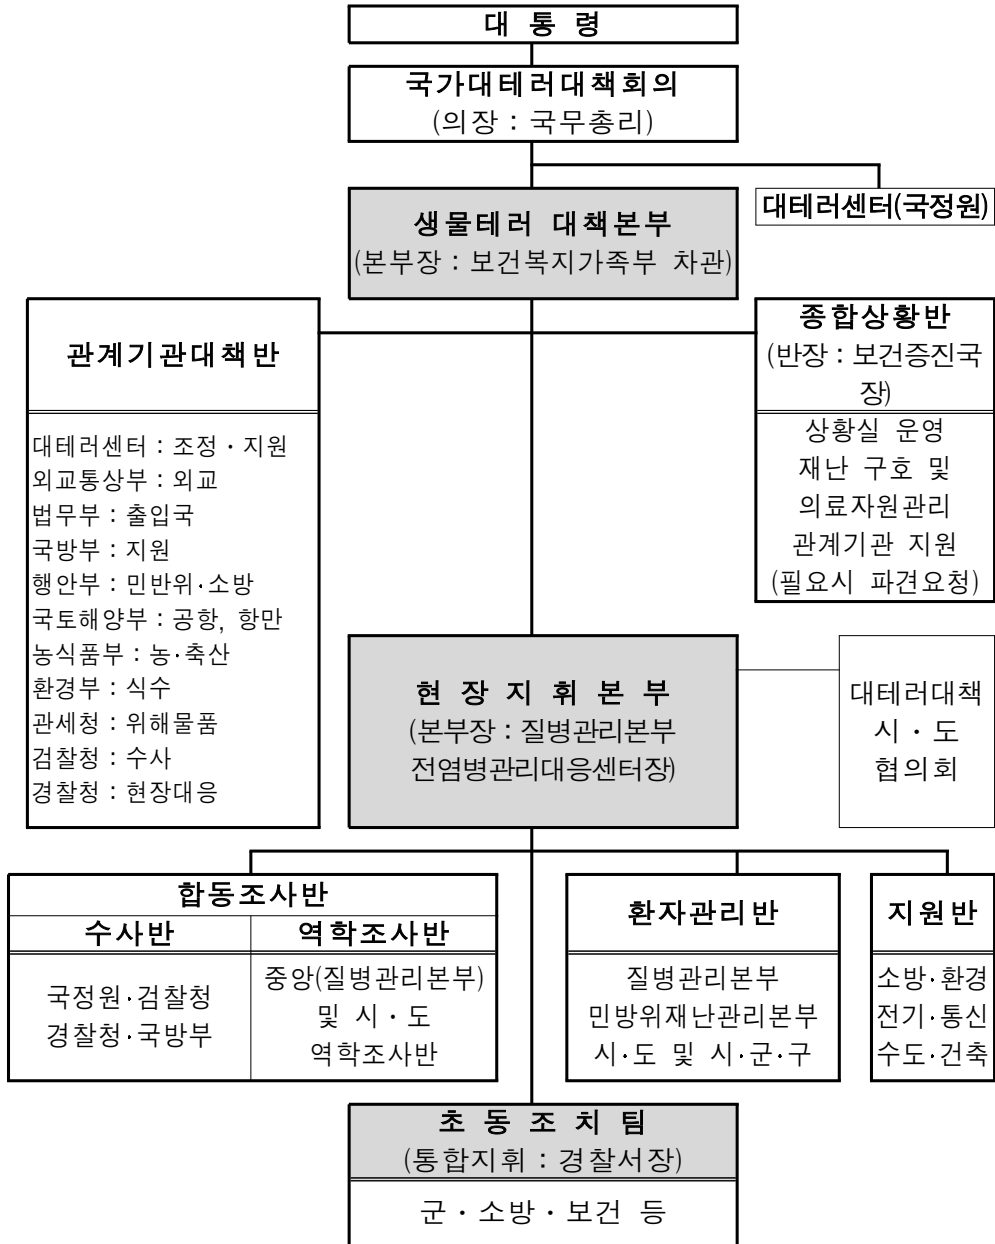 대 통 령
국가대테러대책회의
(의장 : 국무총리)
대테러센터(국정원)
생물테러 대책본부
(본부장 : 보건복지가족부 차관)
관계기관대책반
대테러센터 : 조정 · 지원
외교통상부 : 외교
법무부 : 출입국
국방부 : 지원
행안부 : 민반위·소방
국토해양부 : 공항, 항만
농식품부 : 농·축산
환경부 : 식수
관세청 : 위해물품
검찰청 : 수사
경찰청 : 현장대응
종합상황반
(반장 : 보건증진국
장)
상황실 운영
재난 구호 및
의료자원관리
관계기관 지원
(필요시 파견요청)
현 장 지 휘 본 부
(본부장 : 질병관리본부
전염병관리대응센터장)
대테러대책
시 · 도
협의회
합동조사반
수사반
국정원·검찰청
경찰청·국방부
역학조사반
중앙(질병관리본부)
및 시 · 도
역학조사반
환자관리반
질병관리본부
민방위재난관리본부
시·도 및 시·군·구
지원반
소방·환경
전기·통신
수도·건축
초 동 조 치 팀
(통합지휘 : 경찰서장)
군 · 소방 · 보건 등